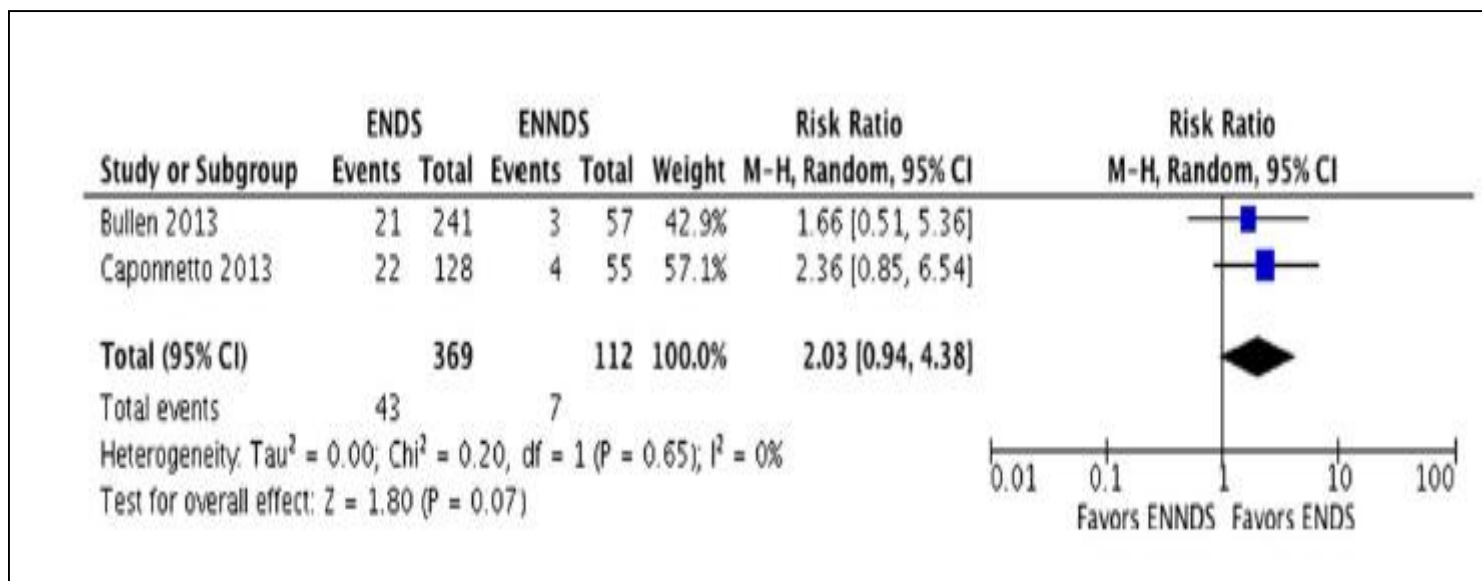 ENDS ENNDS Risk Ratio Risk Ratio
Study or Subgroup Events Total Events Total Weight M-H, Random, 95% CI M-H, Random, 95% CI
Bullen 2013 21 241 3 57 42.9% 1.66 [0.51, 5.36]
Caponnetto 2013 22 128 4 55 57.1% 2.36 [0.85, 6.54]
Total (95% CI) 369 112 100.0% 2.03 [0.94, 4.38]
Total events 43 7
Heterogeneity: Tau² = 0.00; Chi² = 0.20, df = 1 (P = 0.65); I² = 0%
Test for overall effect: Z = 1.80 (P = 0.07)
0.01 0.1 1 10 100
Favors ENNDS Favors ENDS